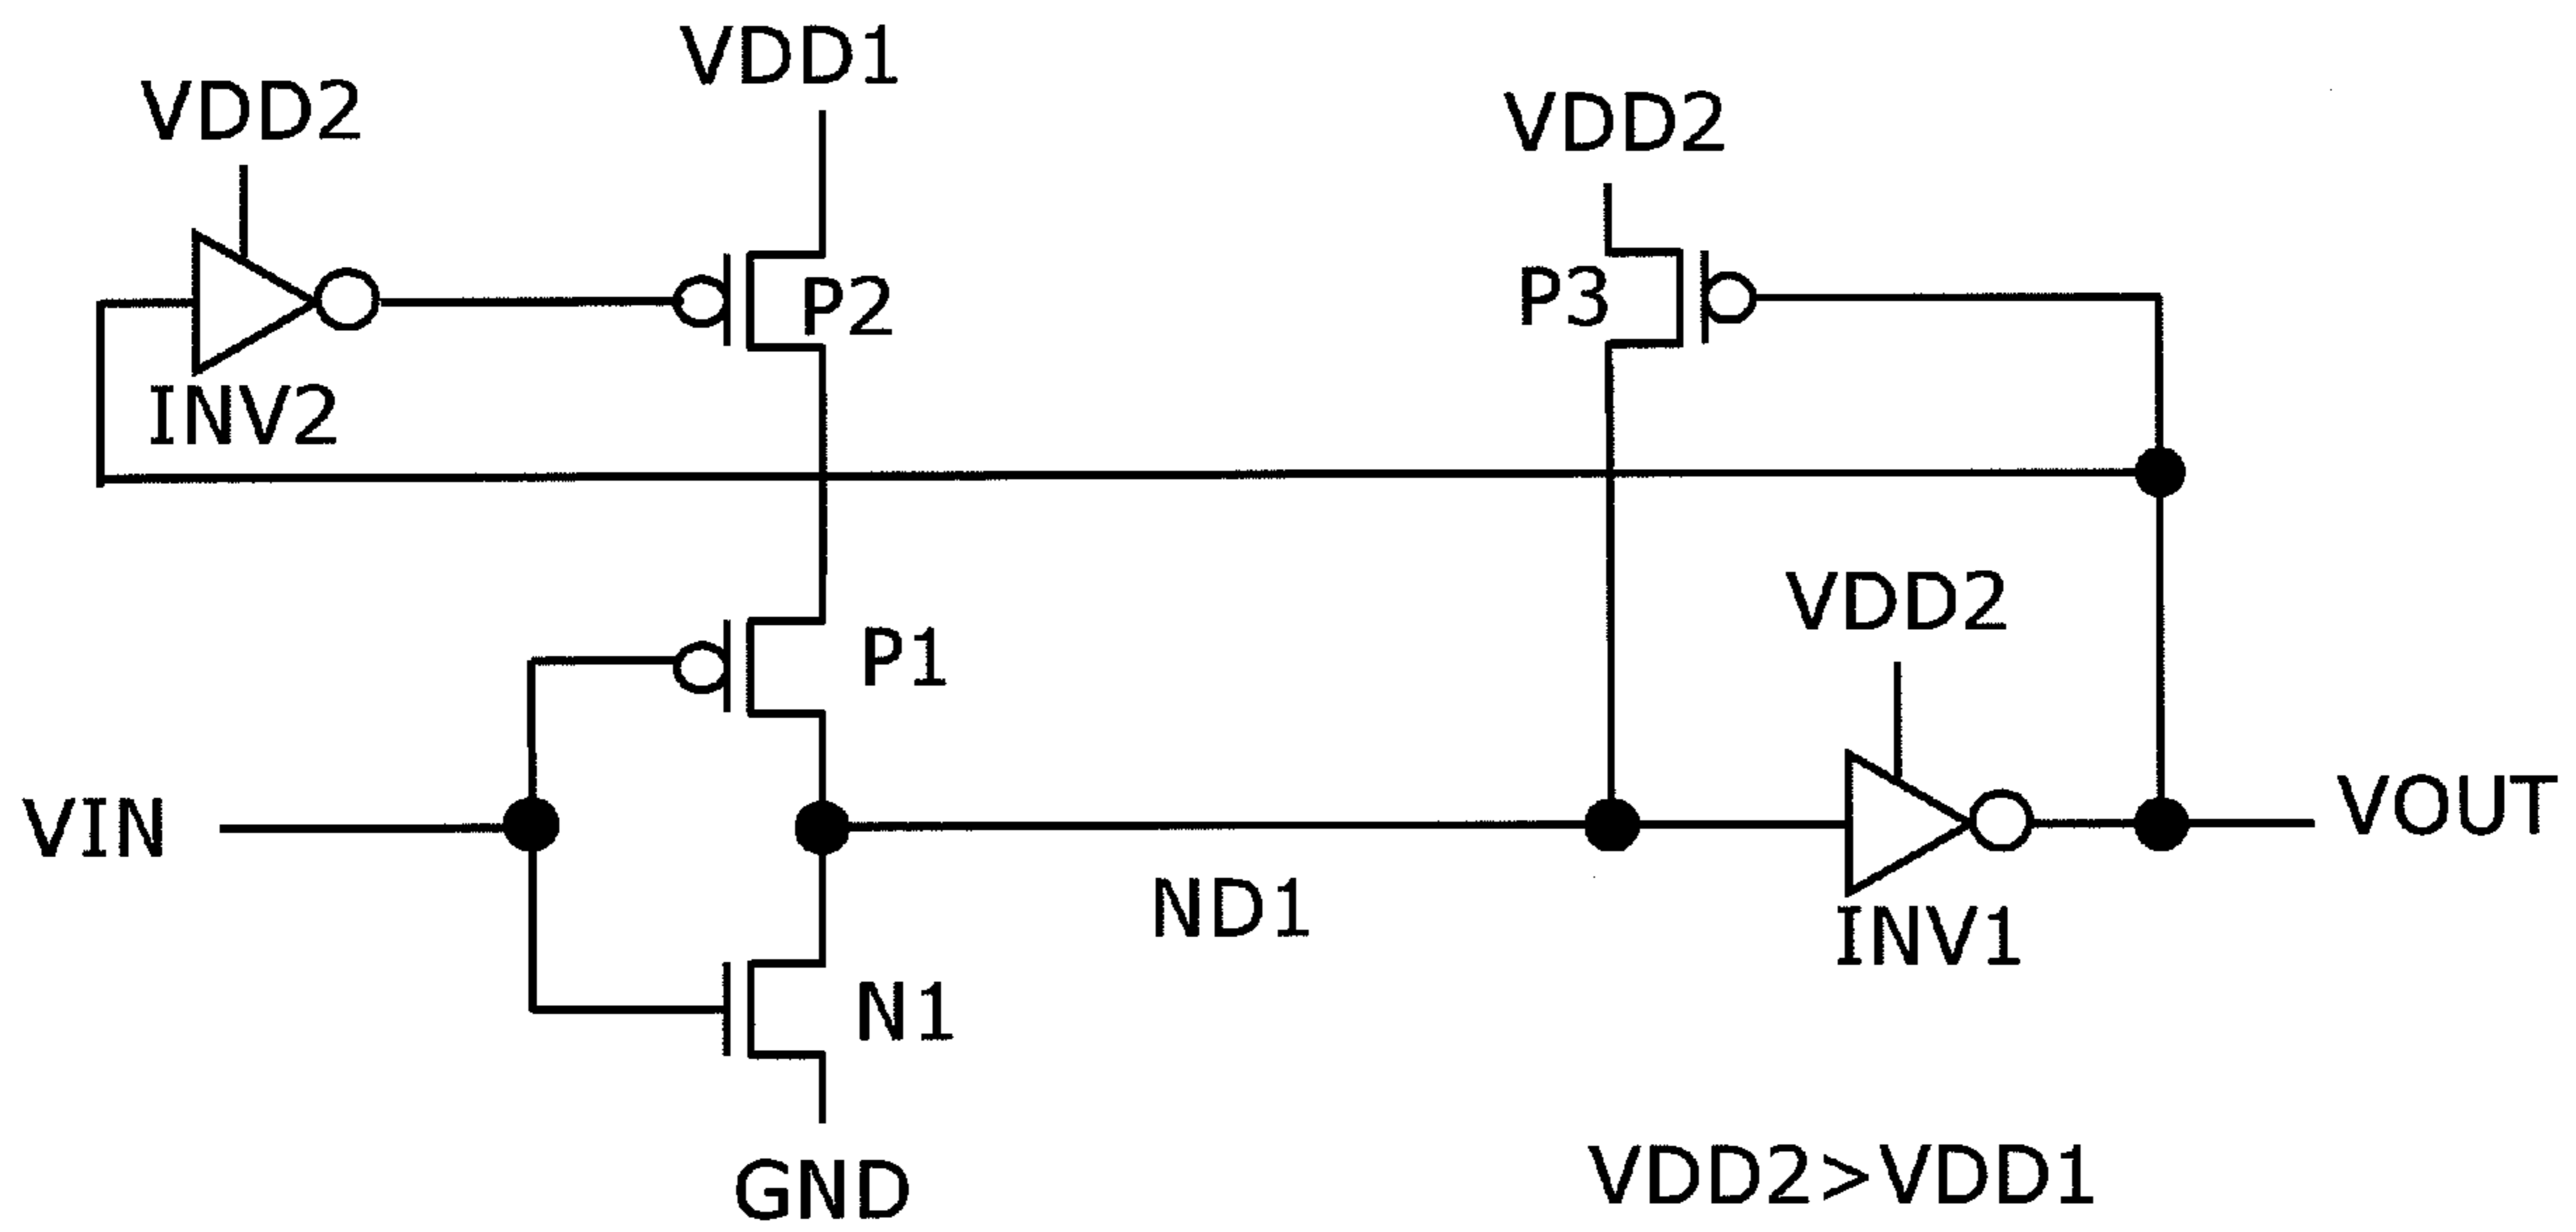 VDD1
VDD2
VDD2
P2
P3
INV2
VDD2
P1
VIN
VOUT
ND1
INV1
N1
GND
VDD2>VDD1